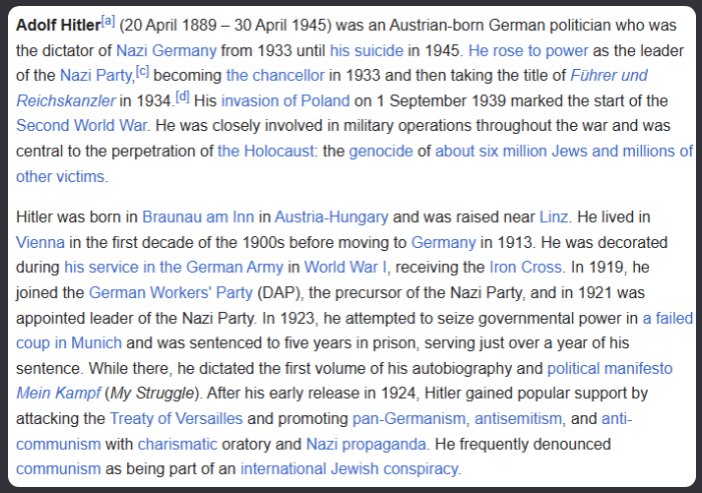 Adolf Hitler[a] (20 April 1889 – 30 April 1945) was an Austrian-born German politician who was
the dictator of Nazi Germany from 1933 until his suicide in 1945. He rose to power as the leader
of the Nazi Party,[c] becoming the chancellor in 1933 and then taking the title of Führer und
Reichskanzler in 1934.[d] His invasion of Poland on 1 September 1939 marked the start of the
Second World War. He was closely involved in military operations throughout the war and was
central to the perpetration of the Holocaust: the genocide of about six million Jews and millions of
other victims.
Hitler was born in Braunau am Inn in Austria-Hungary and was raised near Linz. He lived in
Vienna in the first decade of the 1900s before moving to Germany in 1913. He was decorated
during his service in the German Army in World War I, receiving the Iron Cross. In 1919, he
joined the German Workers' Party (DAP), the precursor of the Nazi Party, and in 1921 was
appointed leader of the Nazi Party. In 1923, he attempted to seize governmental power in a failed
coup in Munich and was sentenced to five years in prison, serving just over a year of his
sentence. While there, he dictated the first volume of his autobiography and political manifesto
Mein Kampf (My Struggle). After his early release in 1924, Hitler gained popular support by
attacking the Treaty of Versailles and promoting pan-Germanism, antisemitism, and anti-
communism with charismatic oratory and Nazi propaganda. He frequently denounced
communism as being part of an international Jewish conspiracy.